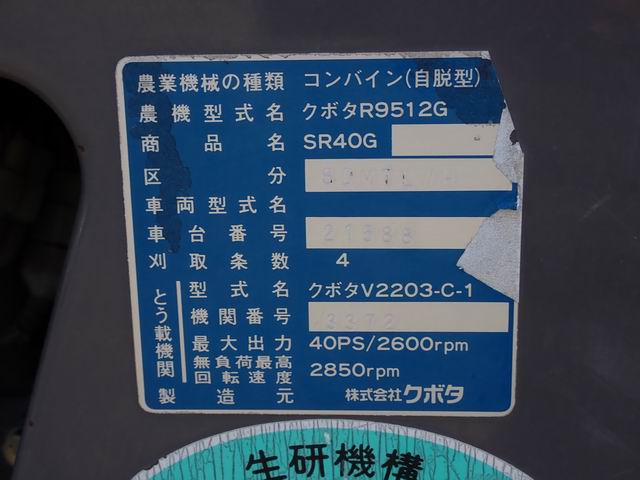 農業機械の種類 コンバイン(自脱型)
農機型式名 クボタR9512G
商品名 SR40G
区分
車両型式名
車台番号 21388
刈取条数 4
とう載機関
型式名 クボタV2203-C-1
機関番号 3372
最大出力 40PS/2600rpm
無負荷最高回転速度 2850rpm
製造元 株式会社クボタ
生研機構